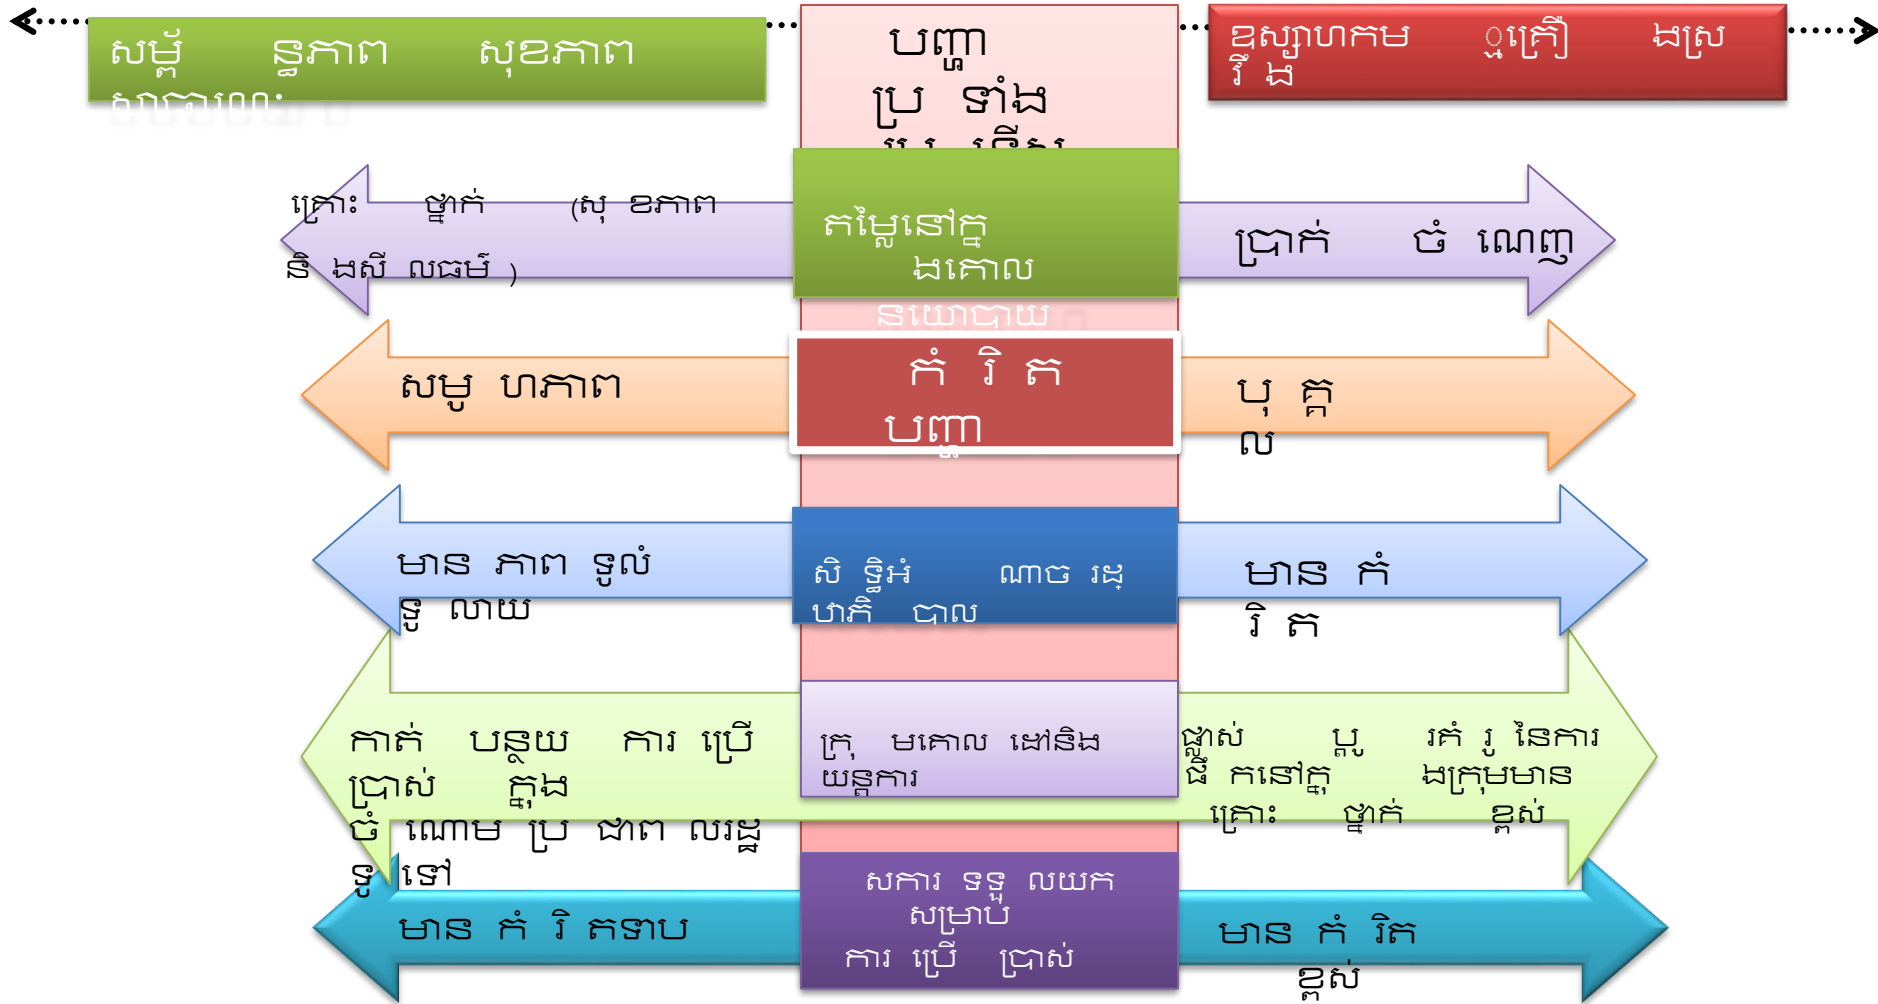 សម្ព័ ន្ធភាព សុខភាព
សាធារណៈ
បញ្ហា
ប្រ ទាំង
ឧស្សាហកម ្មគ្រឿ ងស្រ
វឹ ង
គ្រោះ ថ្នាក់ (សុ ខភាព
និ ងសី លធម៌ )
តម្លៃនៅក្ន
ងគោល
នយោបាយ
ប្រាក់ ចំ ណេញ
សមូ ហភាព
កំ រិ ត
បញ្ហា
បុ គ្គ
ល
មាន ភាព ទូលំ
ទូ លាយ
សិ ទ្ធិអំ ណាច រដ្
ឋាភិ បាល
មាន កំ
រិ ត
កាត់ បន្ថយ ការ ប្រើ
ប្រាស់ ក្នុង
ចំ ណោម ប្រ ជាព លរដ្ឋ
ទូ ទៅ
ក្រុ មគោល ដៅនិង
យន្តការ
ផ្លាស់ ប្តូ រគំ រូ នៃការ
ផឹ កនៅក្នុ ងក្រុមមាន
គ្រោះ ថ្នាក់ ខ្ពស់
មាន កំ រិ តទាប
សការ ទទួ លយក
សម្រាប់
ការ ប្រើ ប្រាស់
មាន កំ រិត
ខ្ពស់